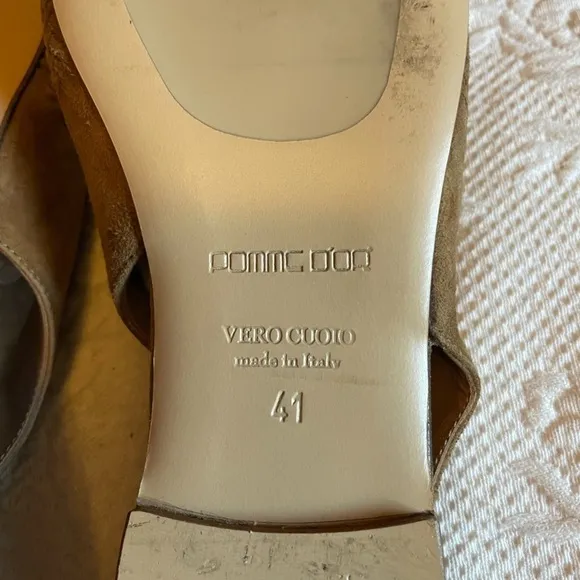 POMME D'OR
VERO CUOIO
made in Italy
41